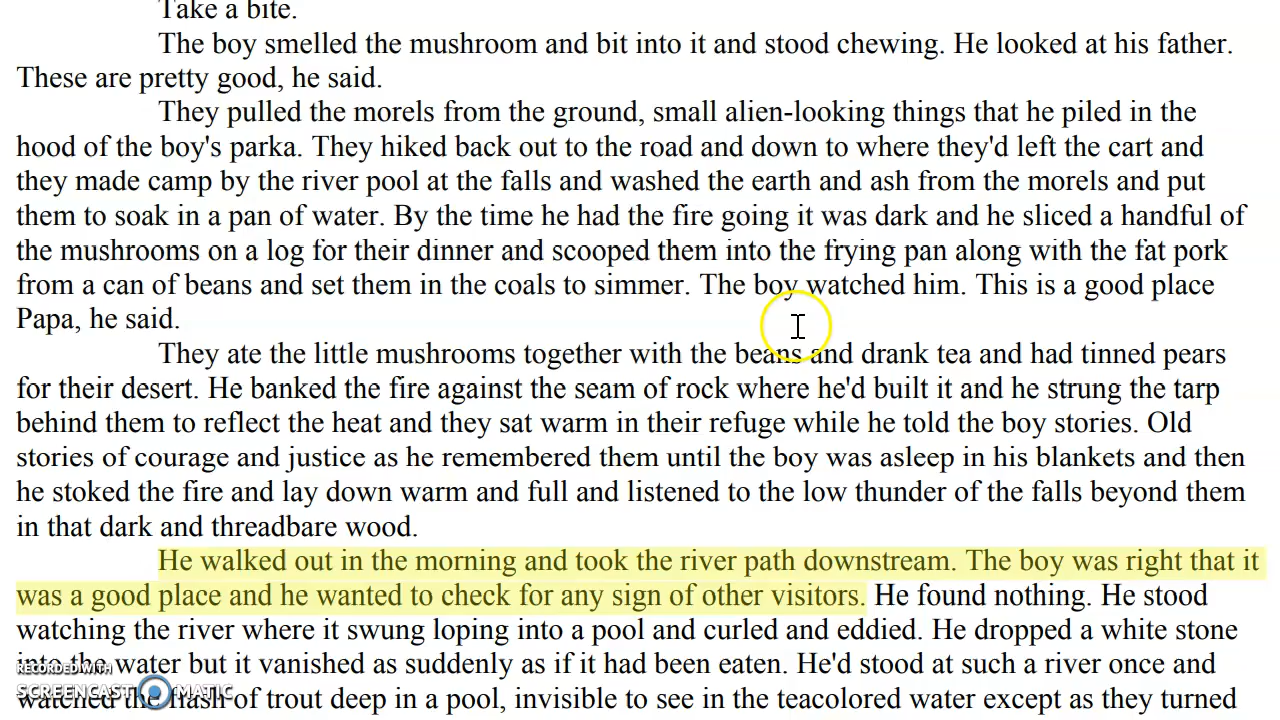 Take a bite.
The boy smelled the mushroom and bit into it and stood chewing. He looked at his father.
These are pretty good, he said.
They pulled the morels from the ground, small alien-looking things that he piled in the
hood of the boy's parka. They hiked back out to the road and down to where they'd left the cart and
they made camp by the river pool at the falls and washed the earth and ash from the morels and put
them to soak in a pan of water. By the time he had the fire going it was dark and he sliced a handful of
the mushrooms on a log for their dinner and scooped them into the frying pan along with the fat pork
from a can of beans and set them in the coals to simmer. The boy watched him. This is a good place
Papa, he said.
They ate the little mushrooms together with the beans and drank tea and had tinned pears
for their desert. He banked the fire against the seam of rock where he'd built it and he strung the tarp
behind them to reflect the heat and they sat warm in their refuge while he told the boy stories. Old
stories of courage and justice as he remembered them until the boy was asleep in his blankets and then
he stoked the fire and lay down warm and full and listened to the low thunder of the falls beyond them
in that dark and threadbare wood.
He walked out in the morning and took the river path downstream. The boy was right that it
was a good place and he wanted to check for any sign of other visitors. He found nothing. He stood
watching the river where it swung loping into a pool and curled and eddied. He dropped a white stone
into the water but it vanished as suddenly as if it had been eaten. He'd stood at such a river once and
watched the flash of trout deep in a pool, invisible to see in the teacolored water except as they turned
RECORDED WITH
SCREENCAST MATIC